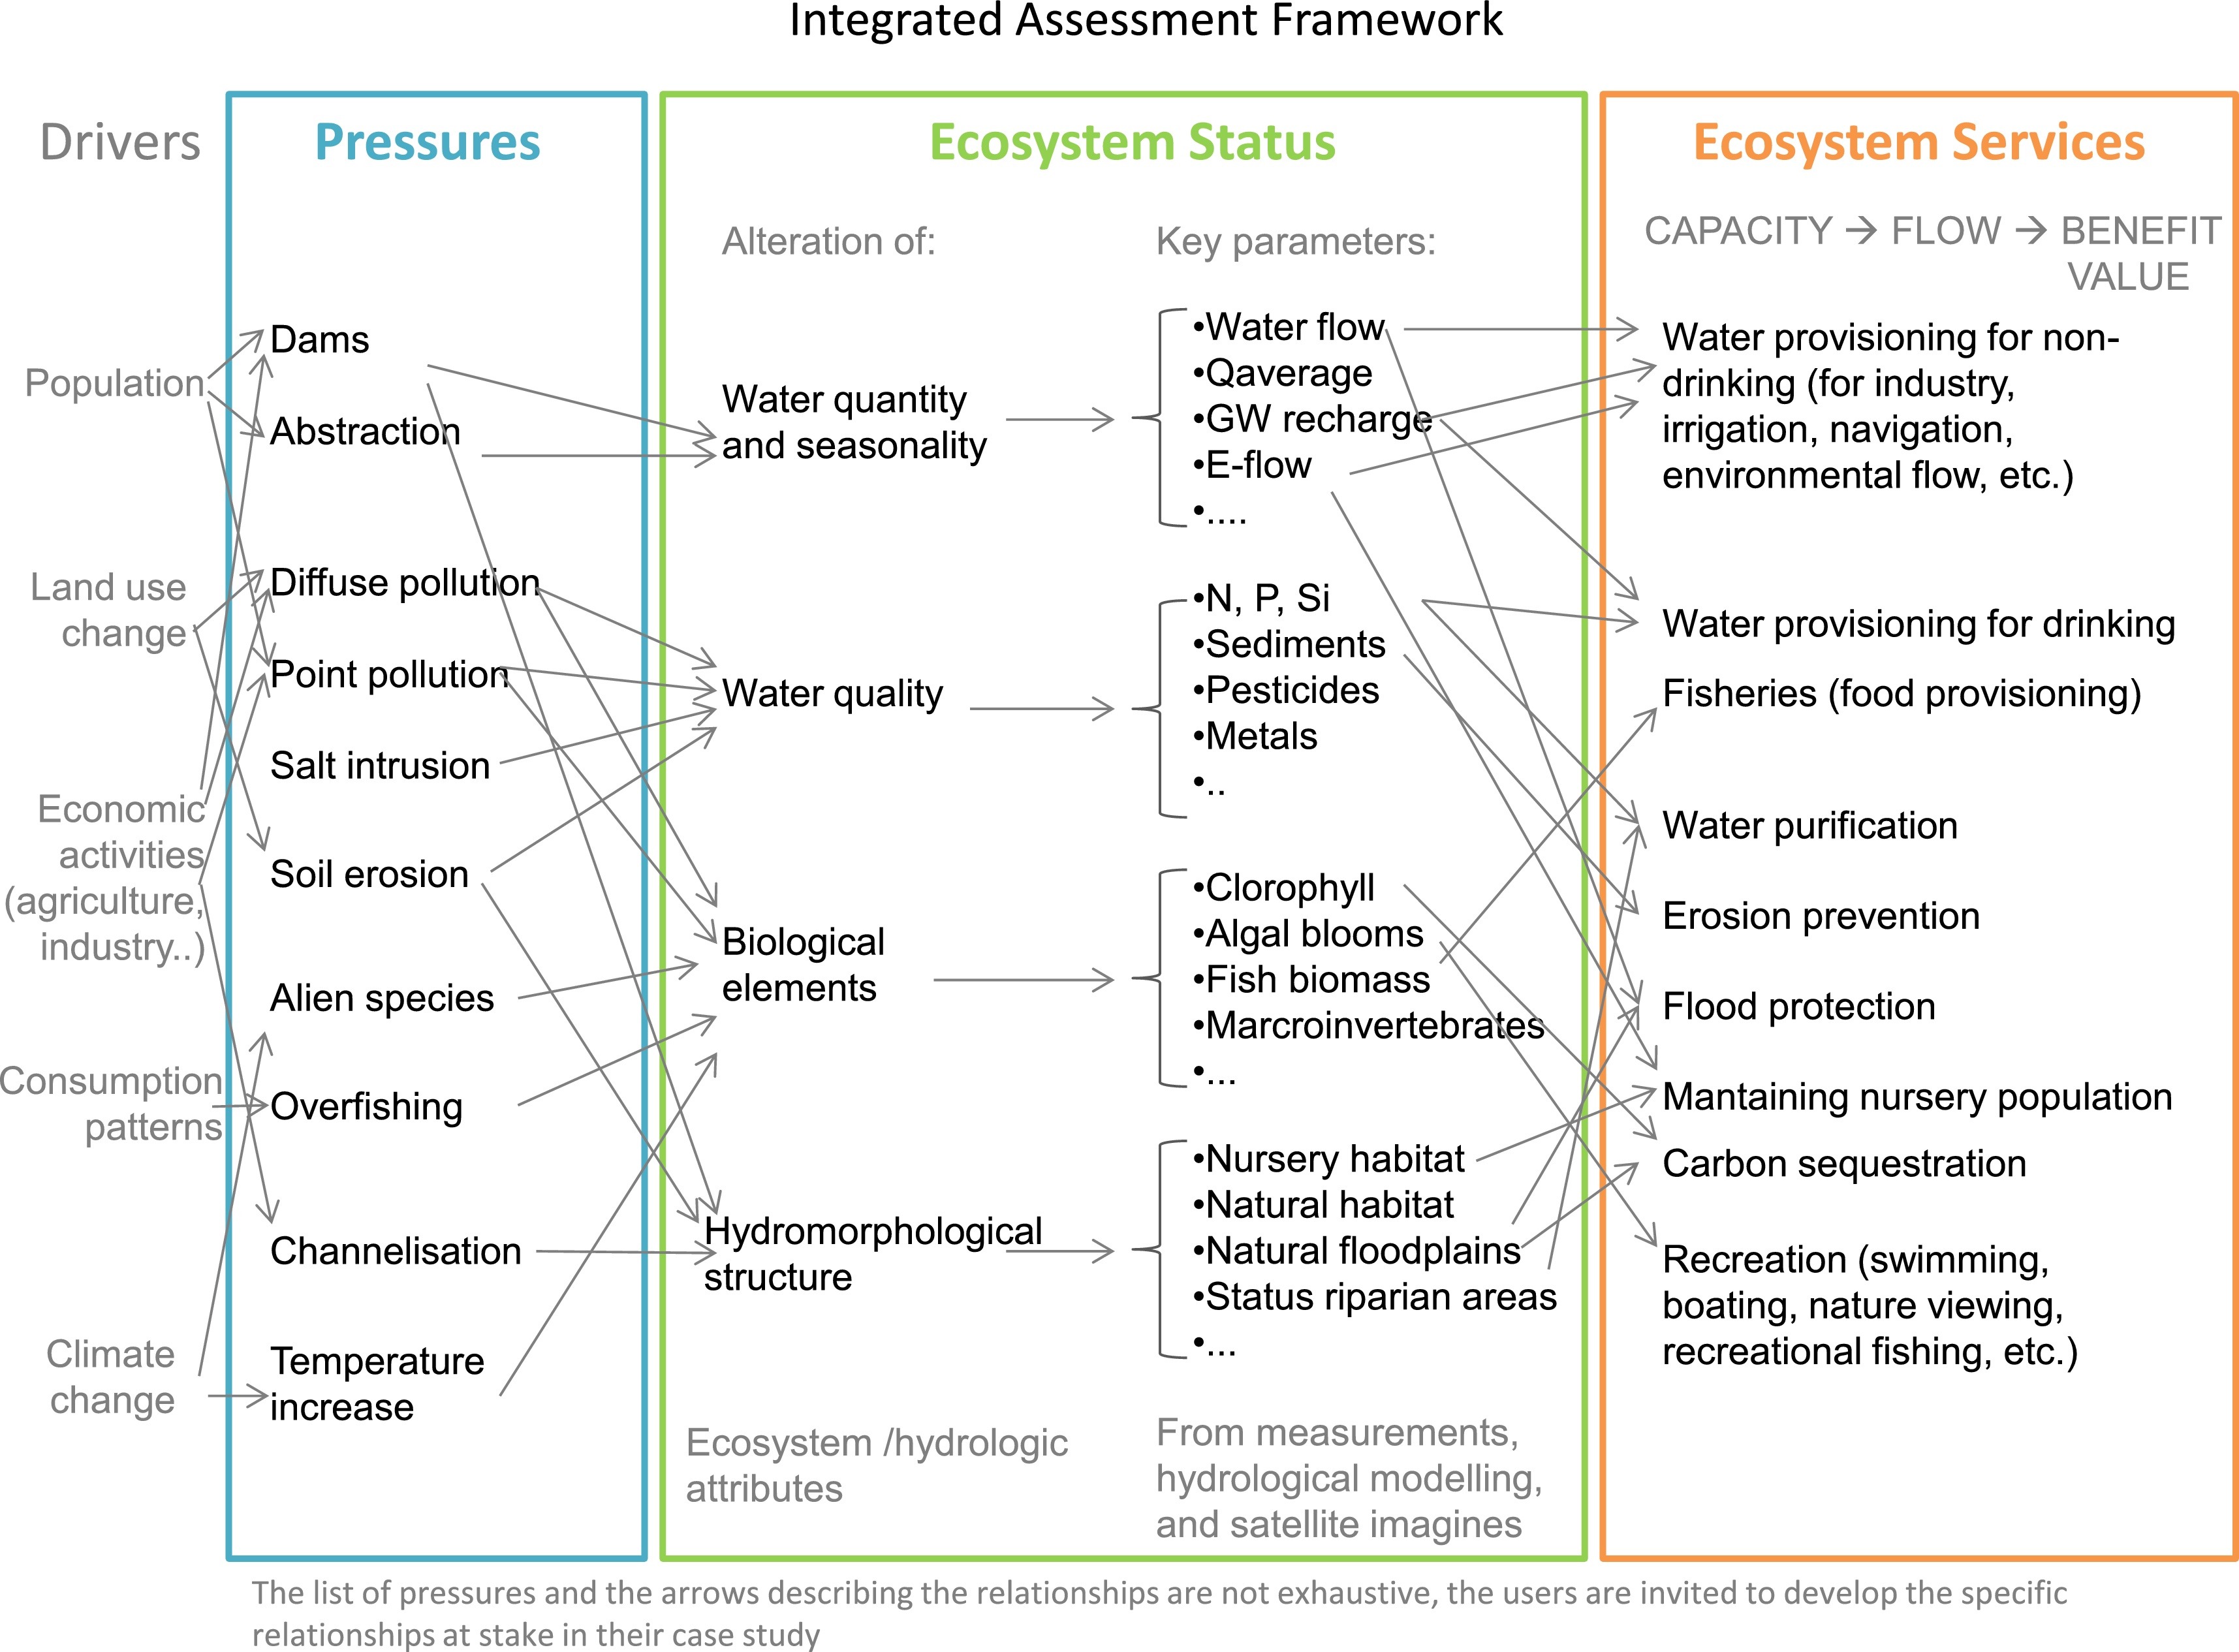 Integrated Assessment Framework
Drivers
Population
Land use
change
Economic
activities
(agriculture,
industry..)
Consumption
patterns
Climate
change
Pressures
Dams
Abstraction
Diffuse pollution
Point pollution
Salt intrusion
Soil erosion
Alien species
Overfishing
Channelisation
Temperature
increase
Ecosystem Status
Alteration of:
Water quantity
and seasonality
Water quality
Biological
elements
Hydromorphological
structure
Ecosystem /hydrologic
attributes
Key parameters:
•Water flow
•Qaverage
•GW recharge
•E-flow
•....
•N, P, Si
•Sediments
•Pesticides
•Metals
•..
•Clorophyll
•Algal blooms
•Fish biomass
•Marcroinvertebrates
•...
•Nursery habitat
•Natural habitat
•Natural floodplains
•Status riparian areas
•...
From measurements,
hydrological modelling,
and satellite imagines
Ecosystem Services
CAPACITY → FLOW → BENEFIT
VALUE
Water provisioning for non-
drinking (for industry,
irrigation, navigation,
environmental flow, etc.)
Water provisioning for drinking
Fisheries (food provisioning)
Water purification
Erosion prevention
Flood protection
Mantaining nursery population
Carbon sequestration
Recreation (swimming,
boating, nature viewing,
recreational fishing, etc.)
The list of pressures and the arrows describing the relationships are not exhaustive, the users are invited to develop the specific
relationships at stake in their case study